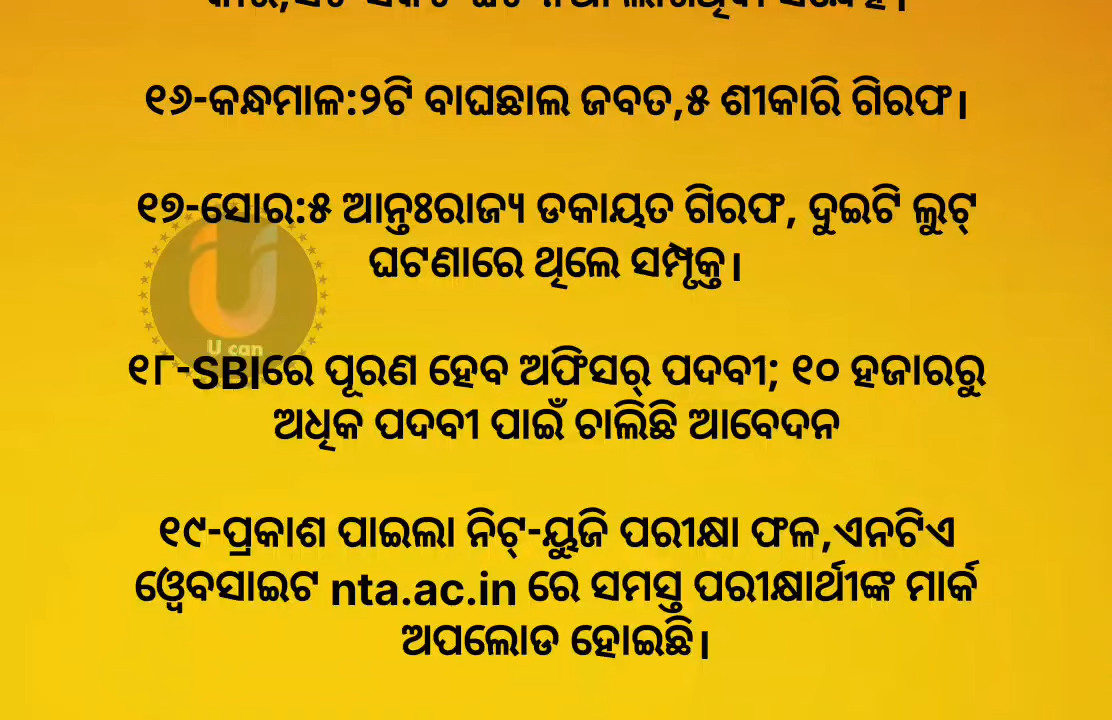 ୧୬-କନ୍ଧମାଳ:୨ଟି ବାଘଛାଲ ଜବତ,୫ ଶୀକାରି ଗିରଫ।
୧୭-ସୋର:୫ ଆନ୍ତଃରାଜ୍ୟ ଡକାୟତ ଗିରଫ, ଦୁଇଟି ଲୁଟ୍
ଘଟଣାରେ ଥିଲେ ସମ୍ପୃକ୍ତ।
U can
୧୮-SBIରେ ପୂରଣ ହେବ ଅଫିସର୍ ପଦବୀ; ୧୦ ହଜାରରୁ
ଅଧିକ ପଦବୀ ପାଇଁ ଚାଲିଛି ଆବେଦନ
୧୯-ପ୍ରକାଶ ପାଇଲା ନିଟ୍-ୟୁଜି ପରୀକ୍ଷା ଫଳ,ଏନଟିଏ
ୱେବସାଇଟ nta.ac.in ରେ ସମସ୍ତ ପରୀକ୍ଷାର୍ଥୀଙ୍କ ମାର୍କ
ଅପଲୋଡ ହୋଇଛି।